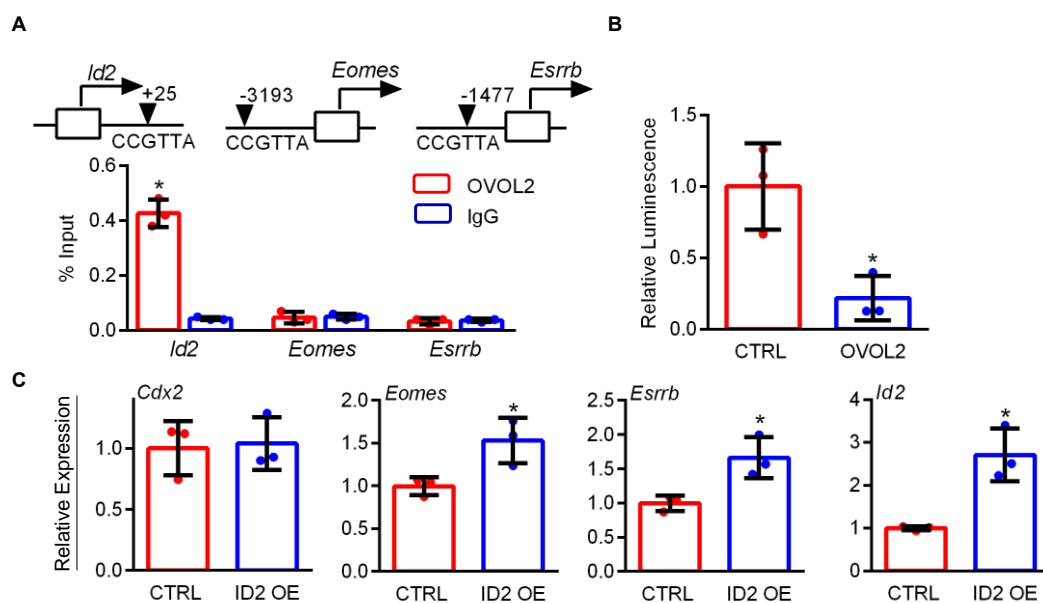 A
B
Id2
+25
CCGTTA
Eomes
-3193
CCGTTA
Esrrb
-1477
CCGTTA
% Input
0.6
0.4
0.2
0.0
*
OVOL2
IgG
Id2
Eomes
Esrrb
Relative Luminescence
1.5
1.0
0.5
0.0
*
CTRL
OVOL2
C
Relative Expression
Cdx2
1.0
0.5
0.0
CTRL
ID2 OE
Eomes
2.0
1.5
1.0
0.5
0.0
*
CTRL
ID2 OE
Esrrb
2.5
2.0
1.5
1.0
0.5
0.0
*
CTRL
ID2 OE
Id2
4
3
2
1
0
*
CTRL
ID2 OE